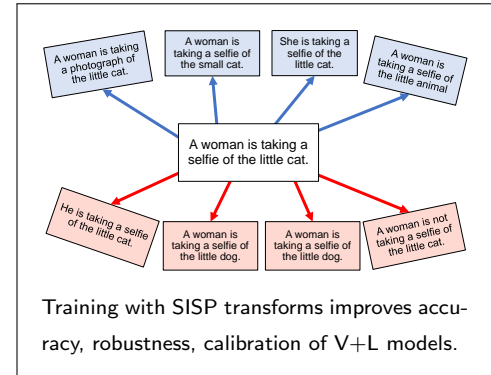 A woman is taking
a photograph of
the little cat.
A woman is
taking a selfie of
the small cat.
She is taking a
selfie of the
little cat.
A woman is
taking a selfie of
the little animal
A woman is taking a
selfie of the little cat.
He is taking a selfie
of the little cat.
A woman is
taking a selfie of
the little dog.
A woman is
taking a selfie of
the little dog.
A woman is not
taking a selfie of
the little cat.
Training with SISP transforms improves accu-
racy, robustness, calibration of V+L models.